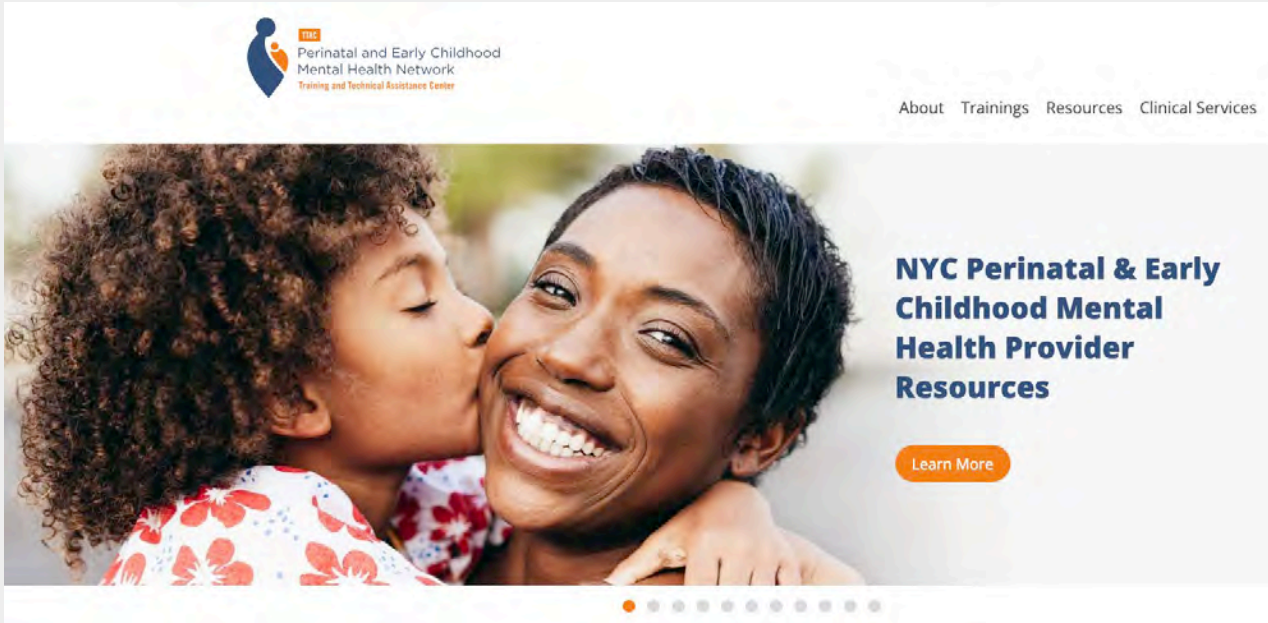 TTAC
Perinatal and Early Childhood
Mental Health Network
Training and Technical Assistance Center
About Trainings Resources Clinical Services
NYC Perinatal & Early
Childhood Mental
Health Provider
Resources
Learn More